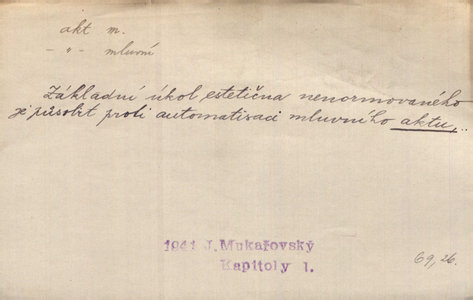 akt m.
– " – mluvní
Základní úkol estetična nenormovaného
je působit proti automatisaci mluvního aktu,..
1941 J.Mukařovský
Kapitoly I.
69,26.